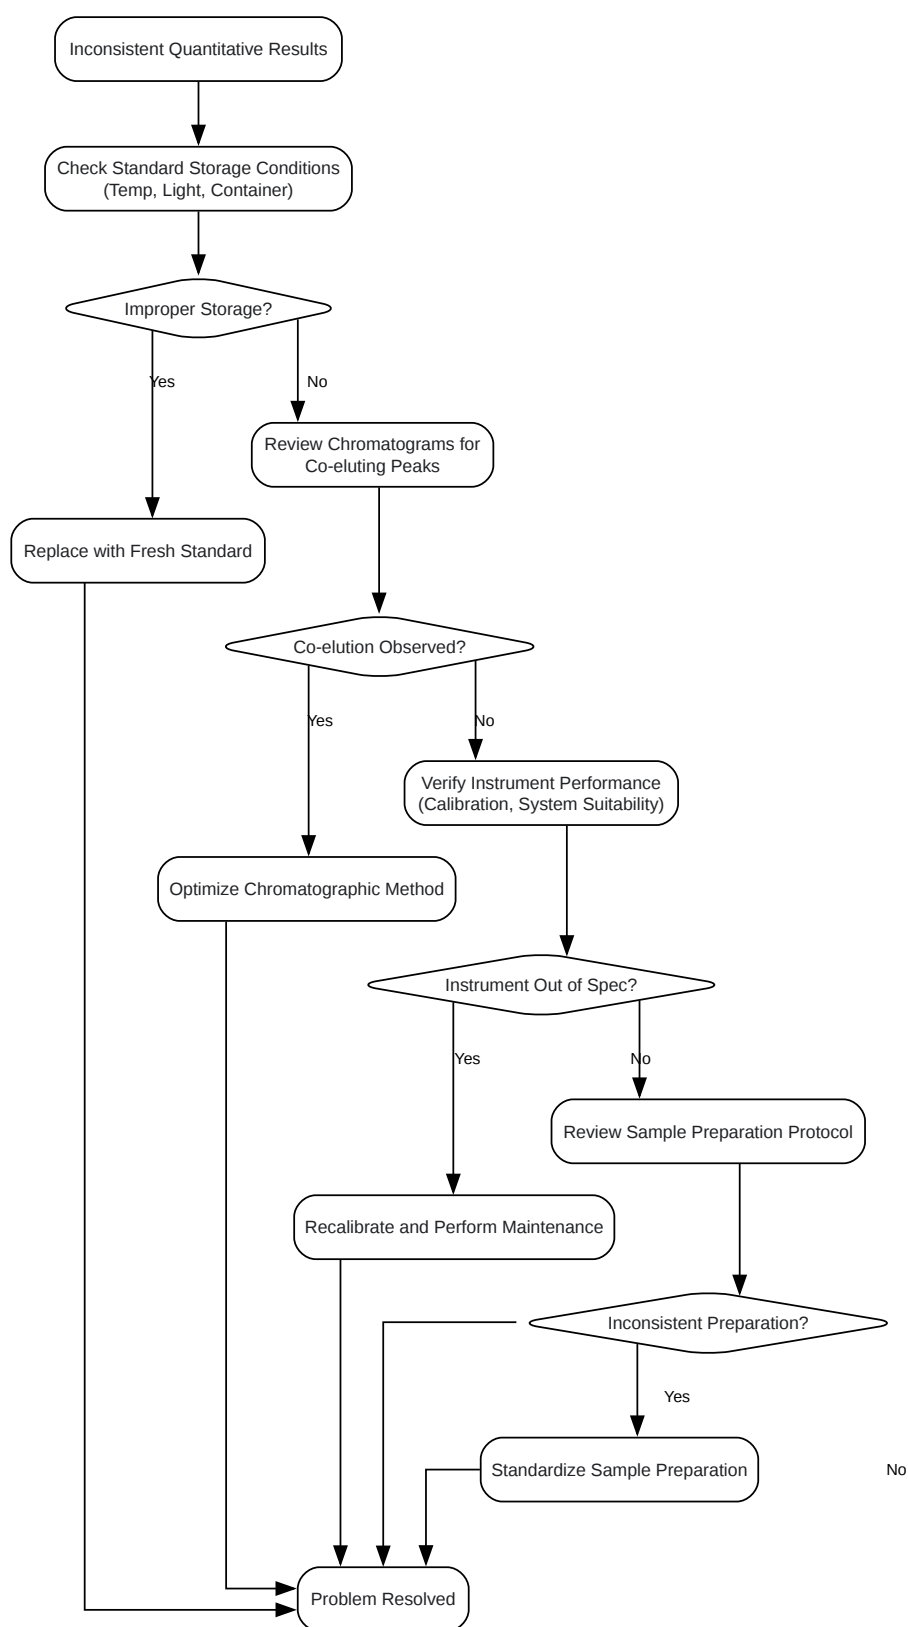 Inconsistent Quantitative Results
Check Standard Storage Conditions
(Temp, Light, Container)
Improper Storage?
Yes
No
Review Chromatograms for
Co-eluting Peaks
Replace with Fresh Standard
Co-elution Observed?
Yes
No
Verify Instrument Performance
(Calibration, System Suitability)
Optimize Chromatographic Method
Instrument Out of Spec?
Yes
No
Review Sample Preparation Protocol
Recalibrate and Perform Maintenance
Inconsistent Preparation?
Yes
Standardize Sample Preparation
No
Problem Resolved